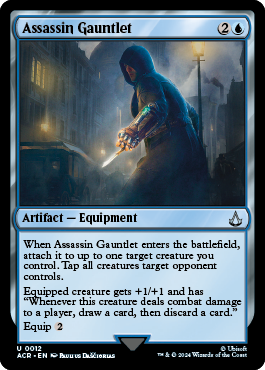 Assassin Gauntlet 2
Artifact — Equipment
When Assassin Gauntlet enters the battlefield,
attach it to up to one target creature you
control. Tap all creatures target opponent
controls.
Equipped creature gets +1/+1 and has
“Whenever this creature deals combat damage
to a player, draw a card, then discard a card.”
Equip 2
U 0012
ACR • EN Paulius Daščioras
© Ubisoft
™ & © 2024 Wizards of the Coast